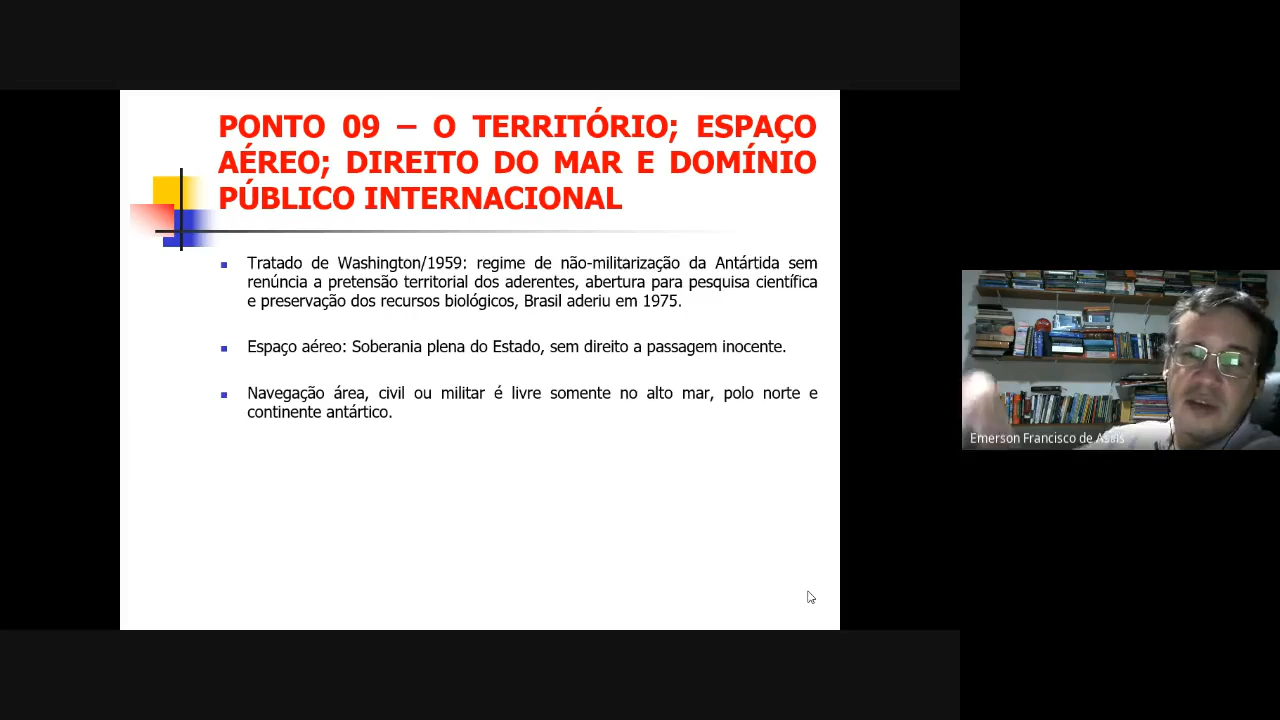 PONTO 09 – O TERRITÓRIO; ESPAÇO
AÉREO; DIREITO DO MAR E DOMÍNIO
PÚBLICO INTERNACIONAL
Tratado de Washington/1959: regime de não-militarização da Antártida sem
renúncia a pretensão territorial dos aderentes, abertura para pesquisa científica
e preservação dos recursos biológicos, Brasil aderiu em 1975.
Espaço aéreo: Soberania plena do Estado, sem direito a passagem inocente.
Navegação área, civil ou militar é livre somente no alto mar, polo norte e
continente antártico.
Emerson Francisco de Assis